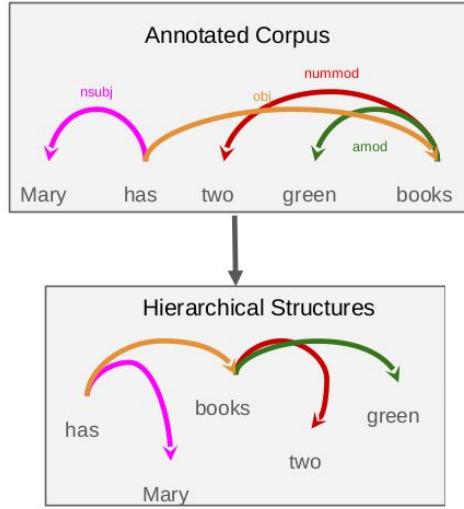 Annotated Corpus
nummod
nsubj
obj
amod
Mary has two green books
Hierarchical Structures
books
green
has
two
Mary